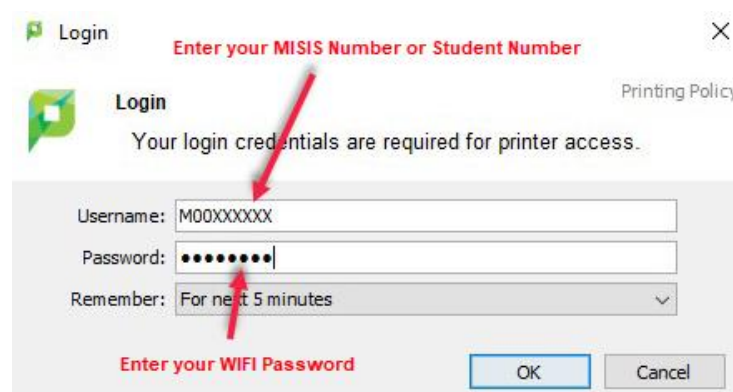 Login
Enter your MISIS Number or Student Number
Printing Policy
Login
Your login credentials are required for printer access.
Username: M00XXXXXX
Password: ●●●●●●●●
Remember: For next 5 minutes
Enter your WIFI Password
OK Cancel